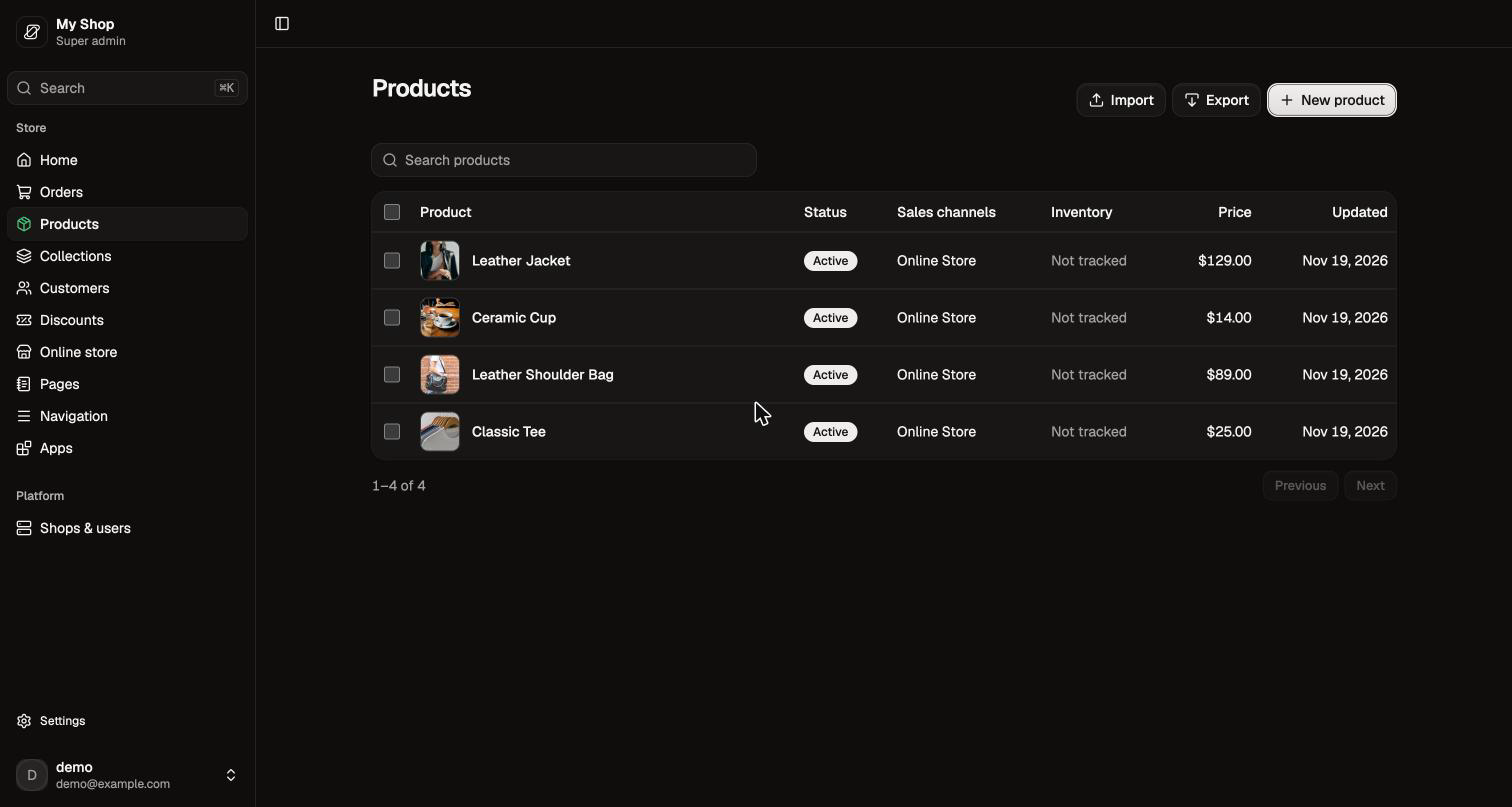 My Shop
Super admin
Search ⌘K
Store
Home
Orders
Products
Collections
Customers
Discounts
Online store
Pages
Navigation
Apps
Platform
Shops & users
Settings
D
demo
demo@example.com
Products
Import Export New product
Search products
Product Status Sales channels Inventory Price Updated
Leather Jacket Active Online Store Not tracked $129.00 Nov 19, 2026
Ceramic Cup Active Online Store Not tracked $14.00 Nov 19, 2026
Leather Shoulder Bag Active Online Store Not tracked $89.00 Nov 19, 2026
Classic Tee Active Online Store Not tracked $25.00 Nov 19, 2026
1–4 of 4 Previous Next